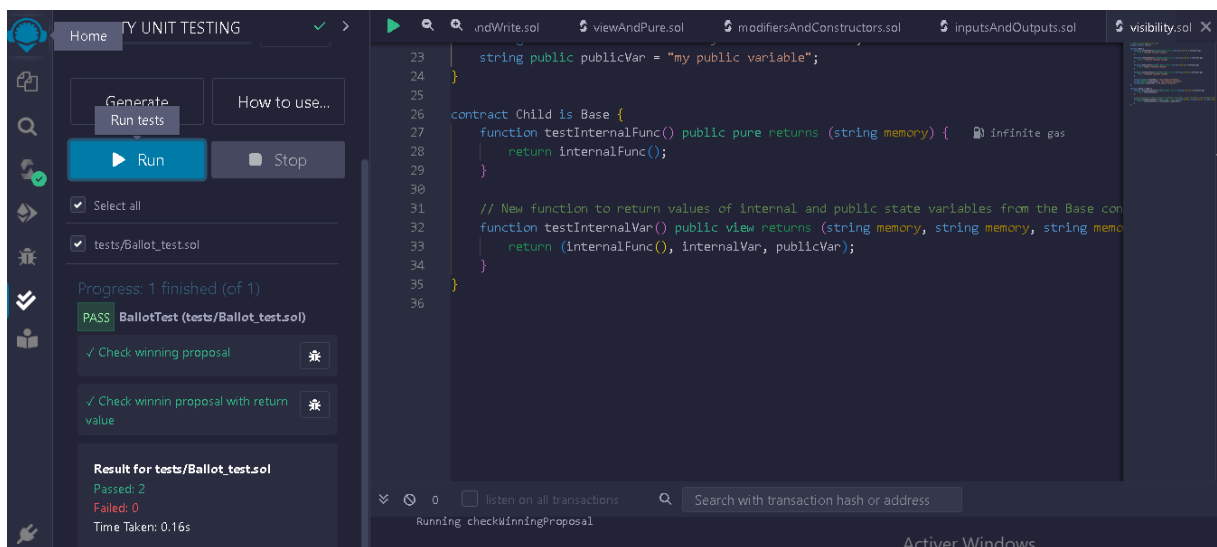 Home
TY UNIT TESTING
Generate
How to use...
Run tests
Run
Stop
Select all
tests/Ballot_test.sol
Progress: 1 finished (of 1)
PASS BallotTest (tests/Ballot_test.sol)
✓ Check winning proposal
✓ Check winnin proposal with return
value
Result for tests/Ballot_test.sol
Passed: 2
Failed: 0
Time Taken: 0.16s
ndWrite.sol
viewAndPure.sol
modifiersAndConstructors.sol
inputsAndOutputs.sol
visibility.sol
23 string public publicVar = "my public variable";
24 }
25
26 contract Child is Base {
27 function testInternalFunc() public pure returns (string memory) { infinite gas
28 return internalFunc();
29 }
30
31 // New function to return values of internal and public state variables from the Base con
32 function testInternalVar() public view returns (string memory, string memory, string memo
33 return (internalFunc(), internalVar, publicVar);
34 }
35 }
36
0
listen on all transactions
Search with transaction hash or address
Running checkWinningProposal
Activer Windows